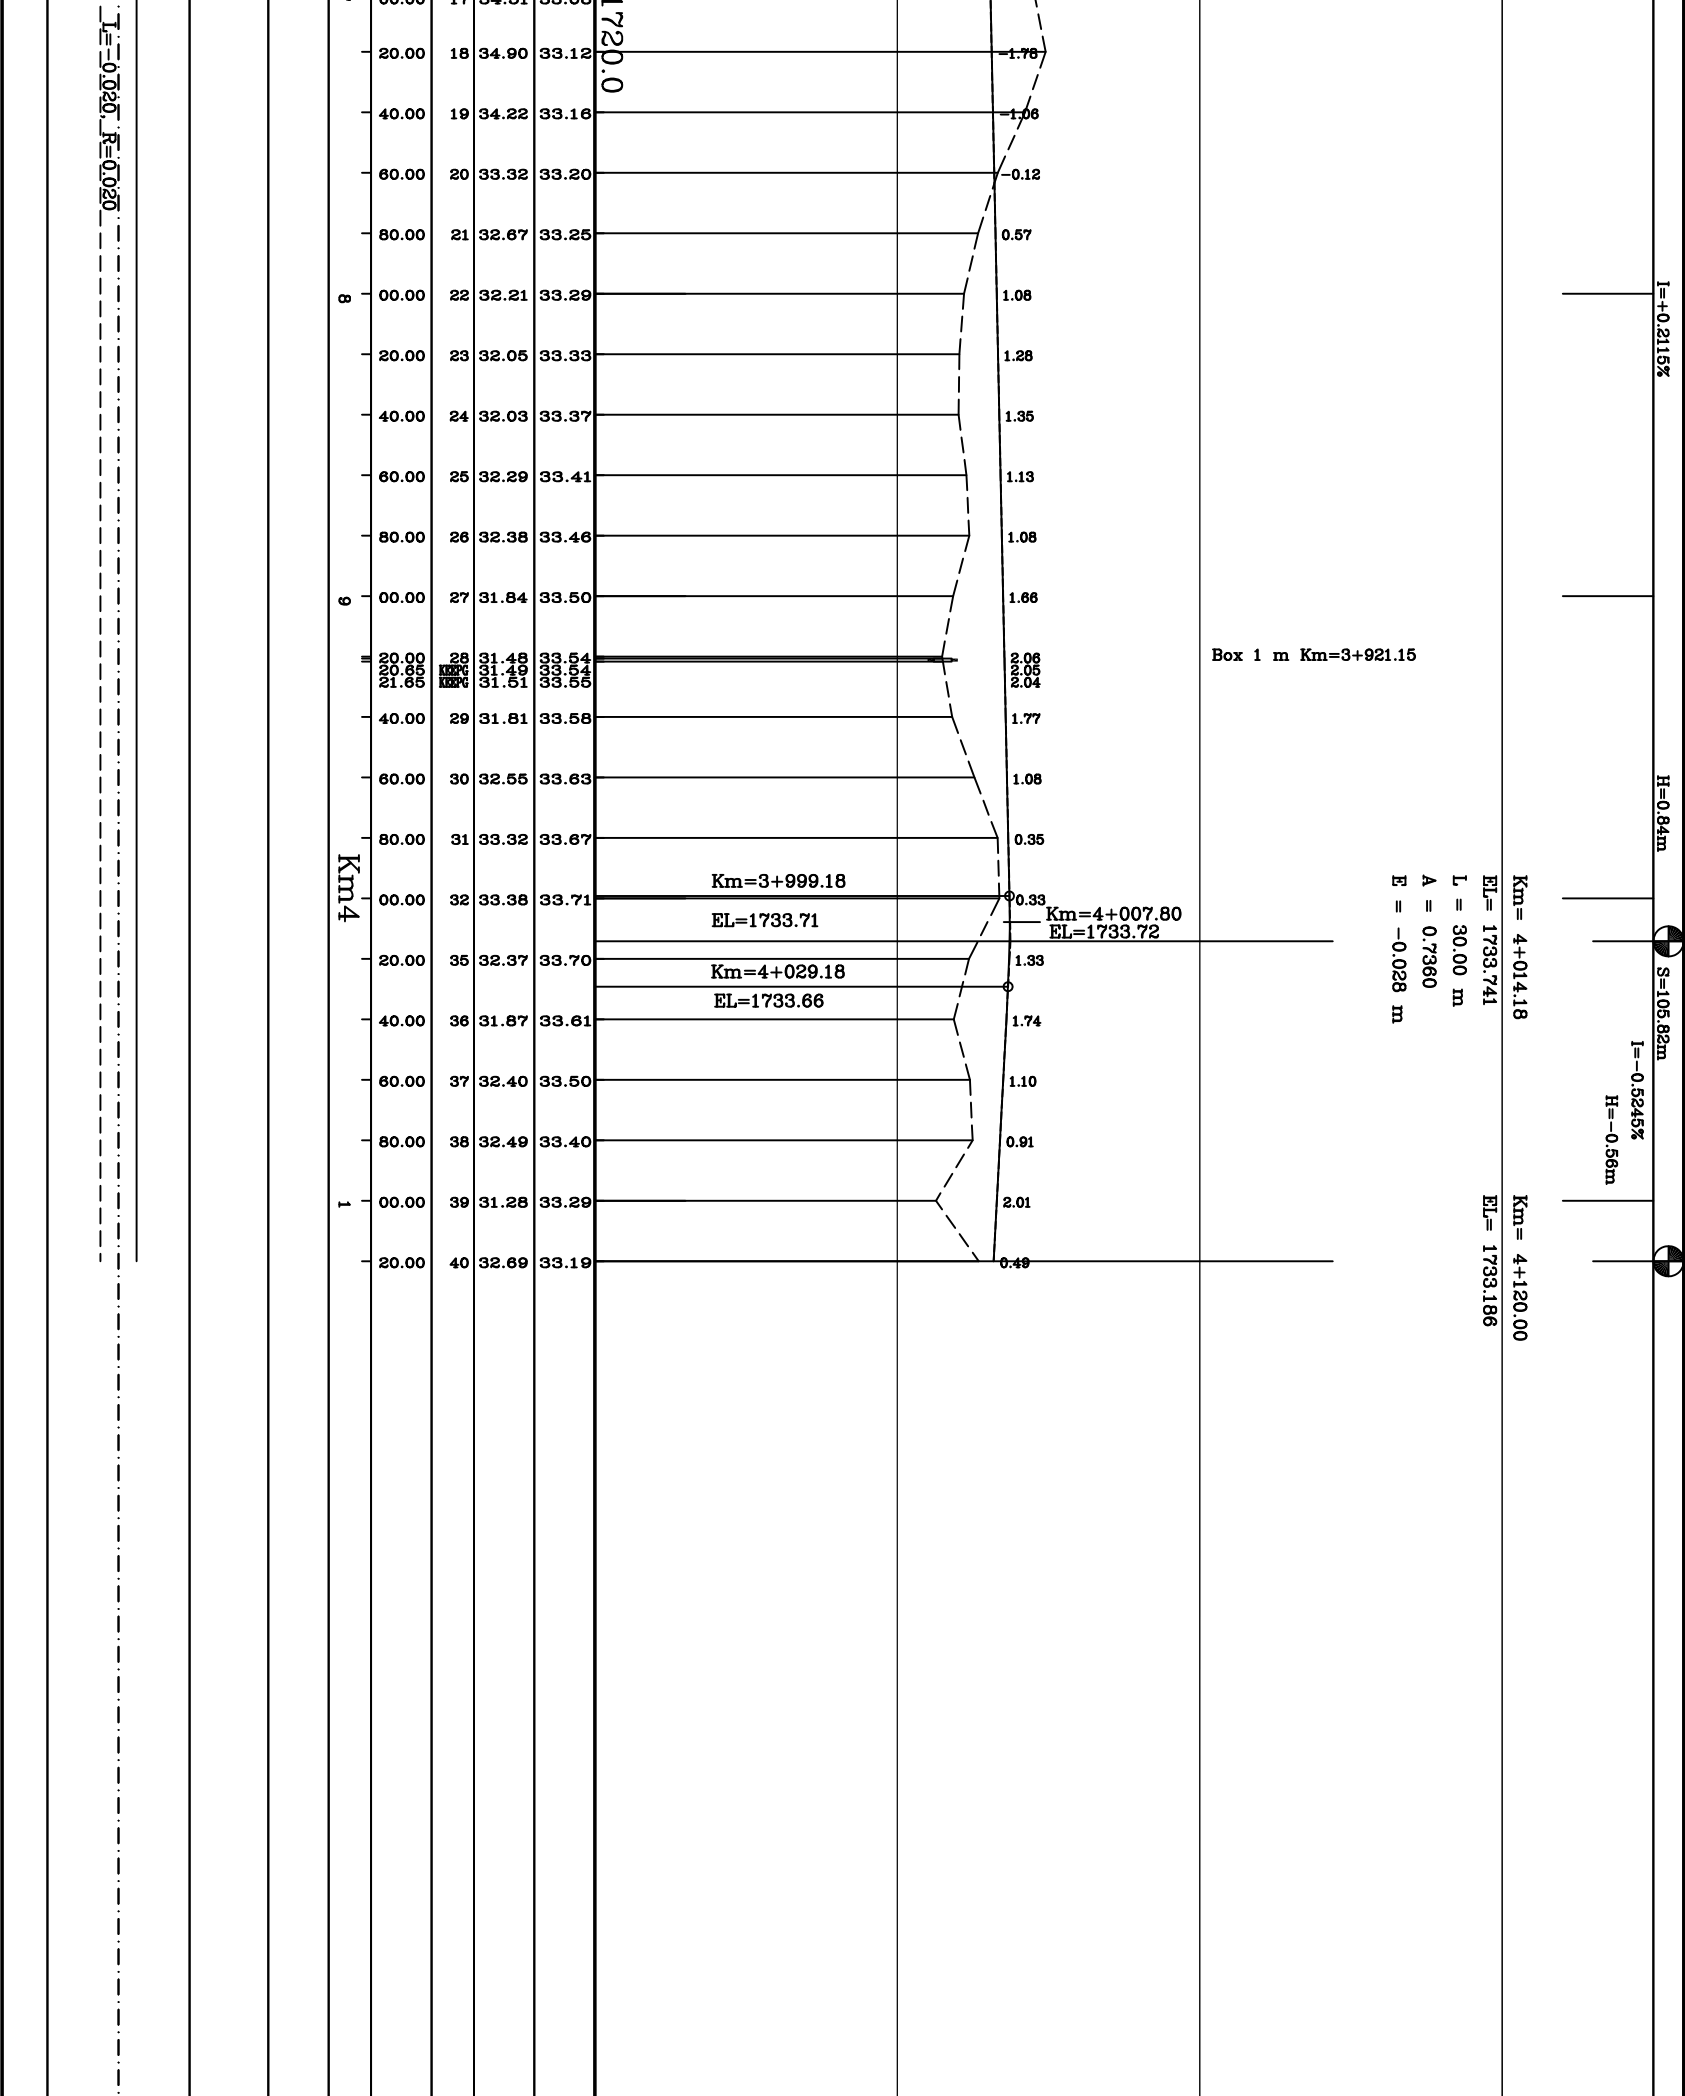 1720.0
20.00 18 34.90 33.12 -1.78
40.00 19 34.22 33.16 -1.06
60.00 20 33.32 33.20 -0.12
80.00 21 32.67 33.25 0.57
8 00.00 22 32.21 33.29 1.08
20.00 23 32.05 33.33 1.28
40.00 24 32.03 33.37 1.35
60.00 25 32.29 33.41 1.13
80.00 26 32.38 33.46 1.08
9 00.00 27 31.84 33.50 1.66
20.00 28 31.48 33.54 2.06
20.65 31.49 33.54 2.05
21.65 31.51 33.55 2.04
Box 1 m Km=3+921.15
40.00 29 31.81 33.58 1.77
60.00 30 32.55 33.63 1.08
80.00 31 33.32 33.67 0.35
Km4
00.00 32 33.38 33.71 0.33
Km=3+999.18
EL=1733.71
Km=4+007.80
EL=1733.72
20.00 35 32.37 33.70 1.33
Km=4+029.18
EL=1733.66
40.00 36 31.87 33.61 1.74
60.00 37 32.40 33.50 1.10
80.00 38 32.49 33.40 0.91
1 00.00 39 31.28 33.29 2.01
20.00 40 32.69 33.19 0.49
L=-0.020, R=0.020
I=+0.2115%
H=0.84m
S=105.82m
I=-0.5245%
H=-0.56m
Km= 4+014.18
EL= 1733.741
L = 30.00 m
A = 0.7360
E = -0.028 m
Km= 4+120.00
EL= 1733.186